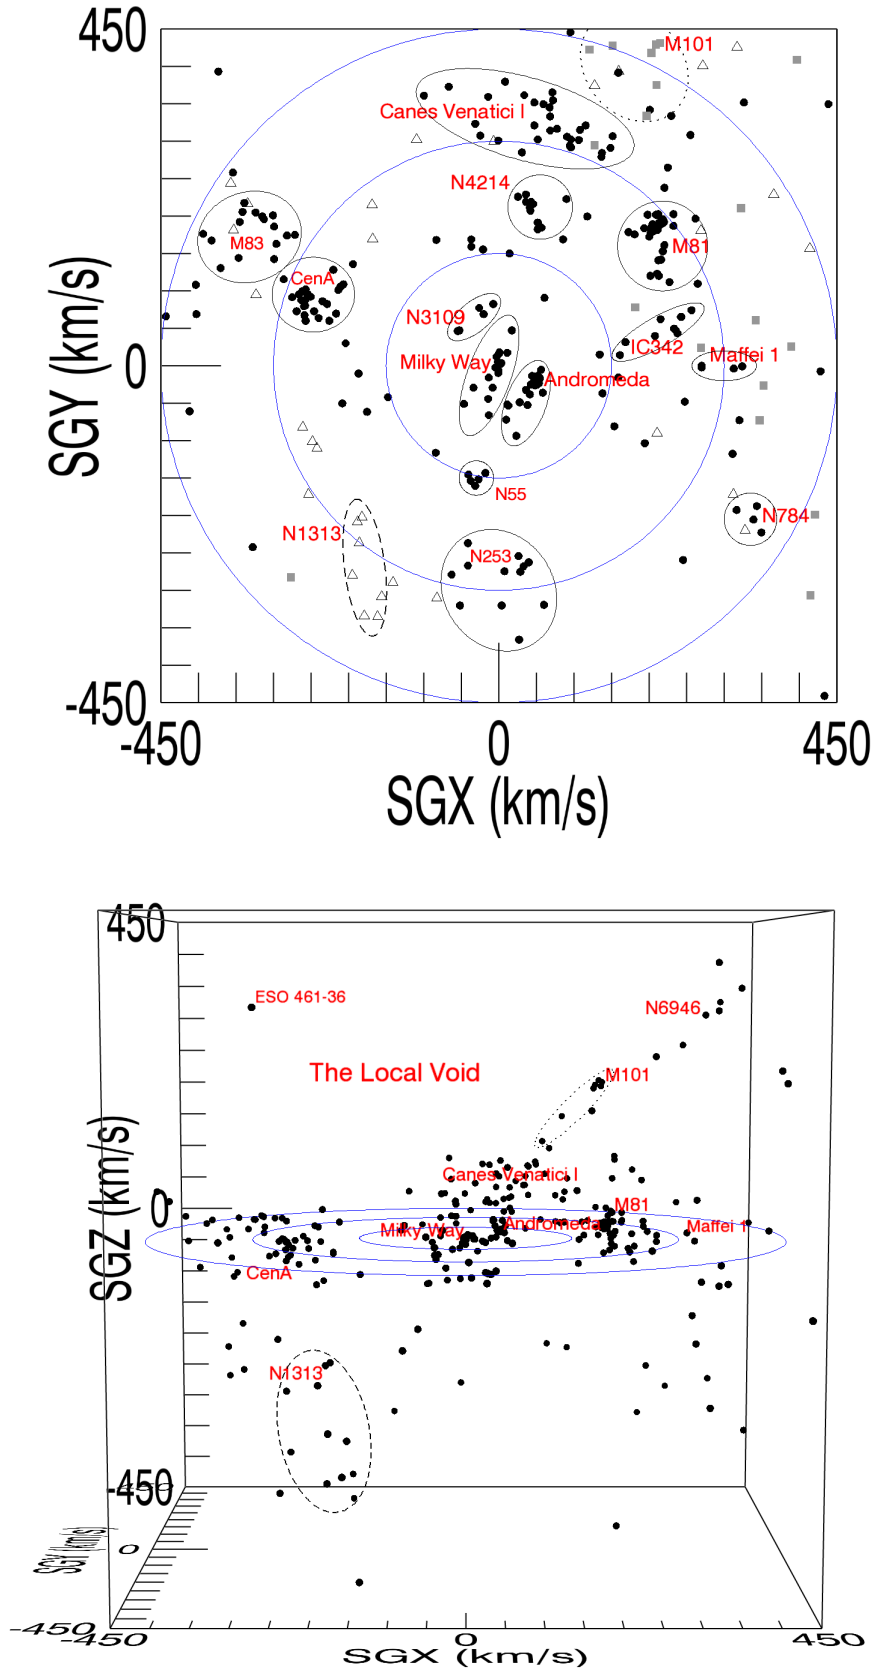 450
M101
Canes Venatici I
N4214
M83
M81
CenA
N3109
IC342
Milky Way
Maffei 1
Andromeda
0
SGY (km/s)
N55
N784
N1313
N253
-450
-450
0
450
SGX (km/s)
450
ESO 461-36
N6946
The Local Void
M101
Canes Venatici I
M81
0
Milky Way
Andromeda
Maffei 1
SGZ (km/s)
CenA
N1313
-450
450
SGY (km/s)
0
-450
-450
0
450
SGX (km/s)